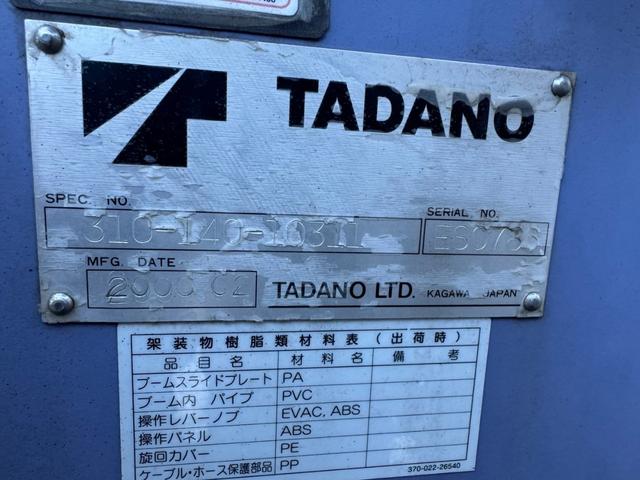 TADANO
SPEC. NO.
SERIAL NO.
310-140-10311
MFG. DATE
TADANO LTD. KAGAWA JAPAN
架装物樹脂類材料表(出荷時)
品目名 材料名 備考
ブームスライドプレート PA
ブーム内 パイプ PVC
操作レバーノブ EVAC, ABS
操作パネル ABS
旋回カバー PE
ケーブル・ホース保護部品 PP
370-022-26540